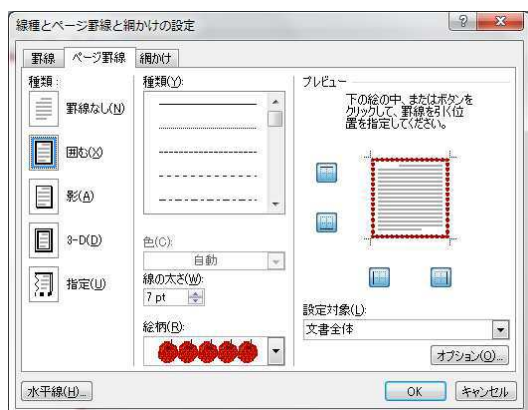 線種とページ罫線と網かけの設定
罫線 ページ罫線 網かけ
種類:
罫線なし(N)
囲む(X)
影(A)
3-D(D)
指定(U)
種類(Y):
色(C):
自動
線の太さ(W):
7 pt
絵柄(R):
プレビュー
下の絵の中、またはボタンを
クリックして、罫線を引く位
置を指定してください。
設定対象(L):
文書全体
オプション(O)...
水平線(H)...
OK キャンセル